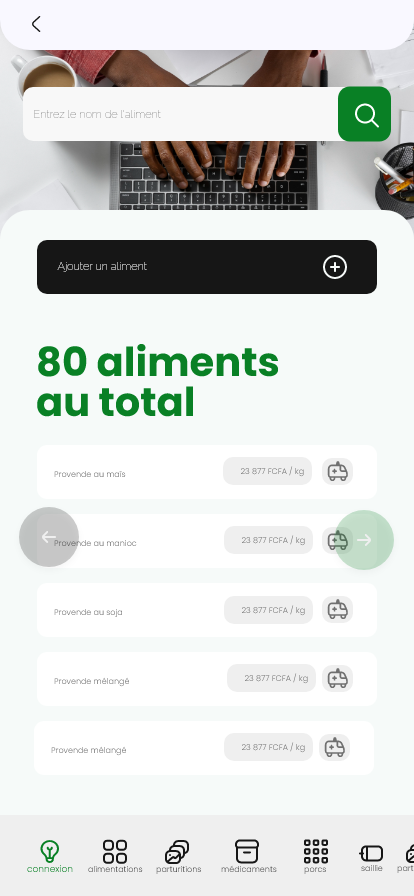 Entrez le nom de l'aliment
Ajouter un aliment
80 aliments
au total
Provende au maïs 23 877 FCFA / kg
Provende au manioc 23 877 FCFA / kg
Provende au soja 23 877 FCFA / kg
Provende mélangé 23 877 FCFA / kg
Provende mélangé 23 877 FCFA / kg
connexion alimentations parturitions médicaments porcs saillie part